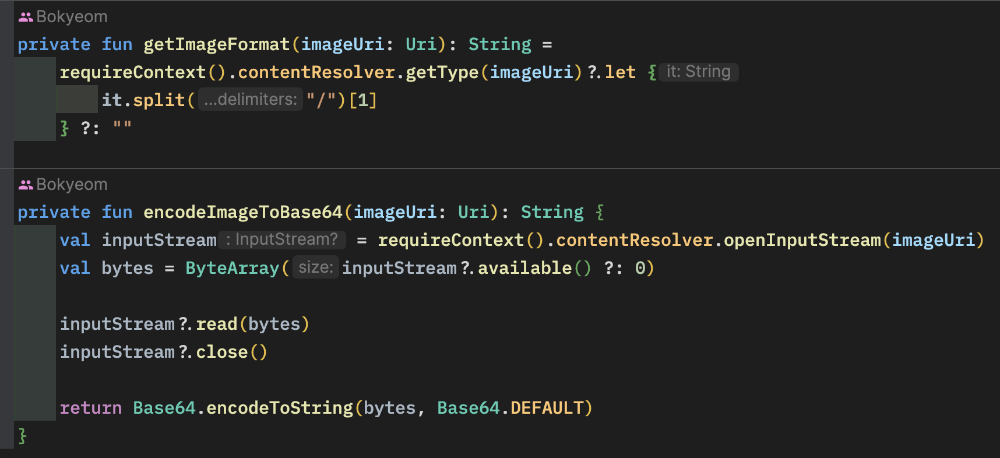 Bokyeom
private fun getImageFormat(imageUri: Uri): String =
requireContext().contentResolver.getType(imageUri)?.let { it: String
it.split( ...delimiters: "/")[1]
} ?: ""
Bokyeom
private fun encodeImageToBase64(imageUri: Uri): String {
val inputStream : InputStream? = requireContext().contentResolver.openInputStream(imageUri)
val bytes = ByteArray( size: inputStream?.available() ?: 0)
inputStream?.read(bytes)
inputStream?.close()
return Base64.encodeToString(bytes, Base64.DEFAULT)
}